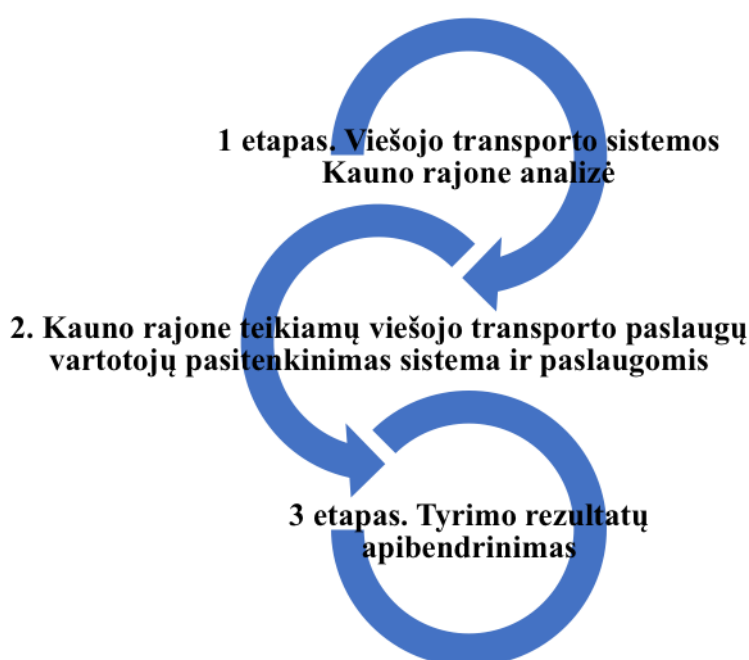 1 etapas. Viešojo transporto sistemos
Kauno rajone analizė
2. Kauno rajone teikiamų viešojo transporto paslaugų
vartotojų pasitenkinimas sistema ir paslaugomis
3 etapas. Tyrimo rezultatų
apibendrinimas